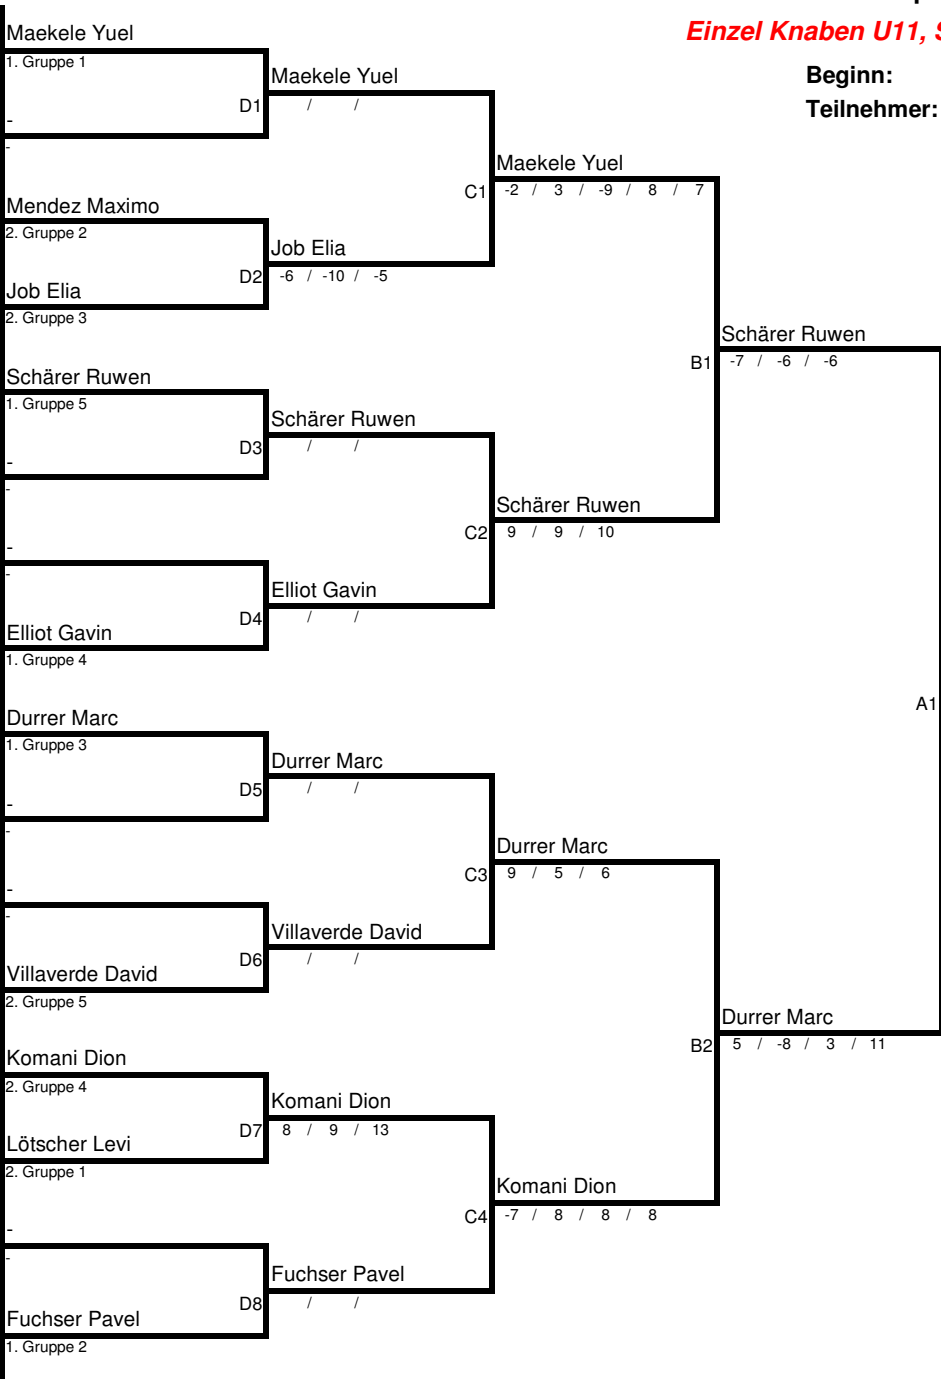 Einzel Knaben U11,
Beginn:
Teilnehmer:
Maekele Yuel
1. Gruppe 1
D1
-
-
Mendez Maximo
2. Gruppe 2
D2
Job Elia
2. Gruppe 3
Schärer Ruwen
1. Gruppe 5
D3
-
-
-
-
D4
Elliot Gavin
1. Gruppe 4
Durrer Marc
1. Gruppe 3
D5
-
-
-
-
D6
Villaverde David
2. Gruppe 5
Komani Dion
2. Gruppe 4
D7
Lötscher Levi
2. Gruppe 1
-
-
D8
Fuchser Pavel
1. Gruppe 2
Maekele Yuel
/ /
C1
Job Elia
-6 / -10 / -5
Schärer Ruwen
/ /
C2
Elliot Gavin
/ /
Durrer Marc
/ /
C3
Villaverde David
/ /
Komani Dion
8 / 9 / 13
C4
Fuchser Pavel
/ /
Maekele Yuel
-2 / 3 / -9 / 8 / 7
B1
Schärer Ruwen
9 / 9 / 10
Durrer Marc
9 / 5 / 6
B2
Komani Dion
-7 / 8 / 8 / 8
Schärer Ruwen
-7 / -6 / -6
A1
Durrer Marc
5 / -8 / 3 / 11